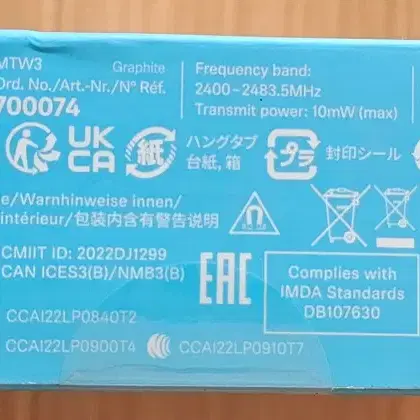 MTW3 Graphite
Ord. No./Art.-Nr./N° Réf.
700074
Frequency band:
2400-2483.5MHz
Transmit power: 10mW (max)
UK
CA
紙
ハングタブ
台紙, 箱
プラ
封印シール
e/Warnhinweise innen/
intérieur/包装内含有警告说明
CMIIT ID: 2022DJ1299
CAN ICES3(B)/NMB3(B)
EAC
Complies with
IMDA Standards
DB107630
CCAI22LP0840T2
CCAI22LP0900T4
CCAI22LP0910T7